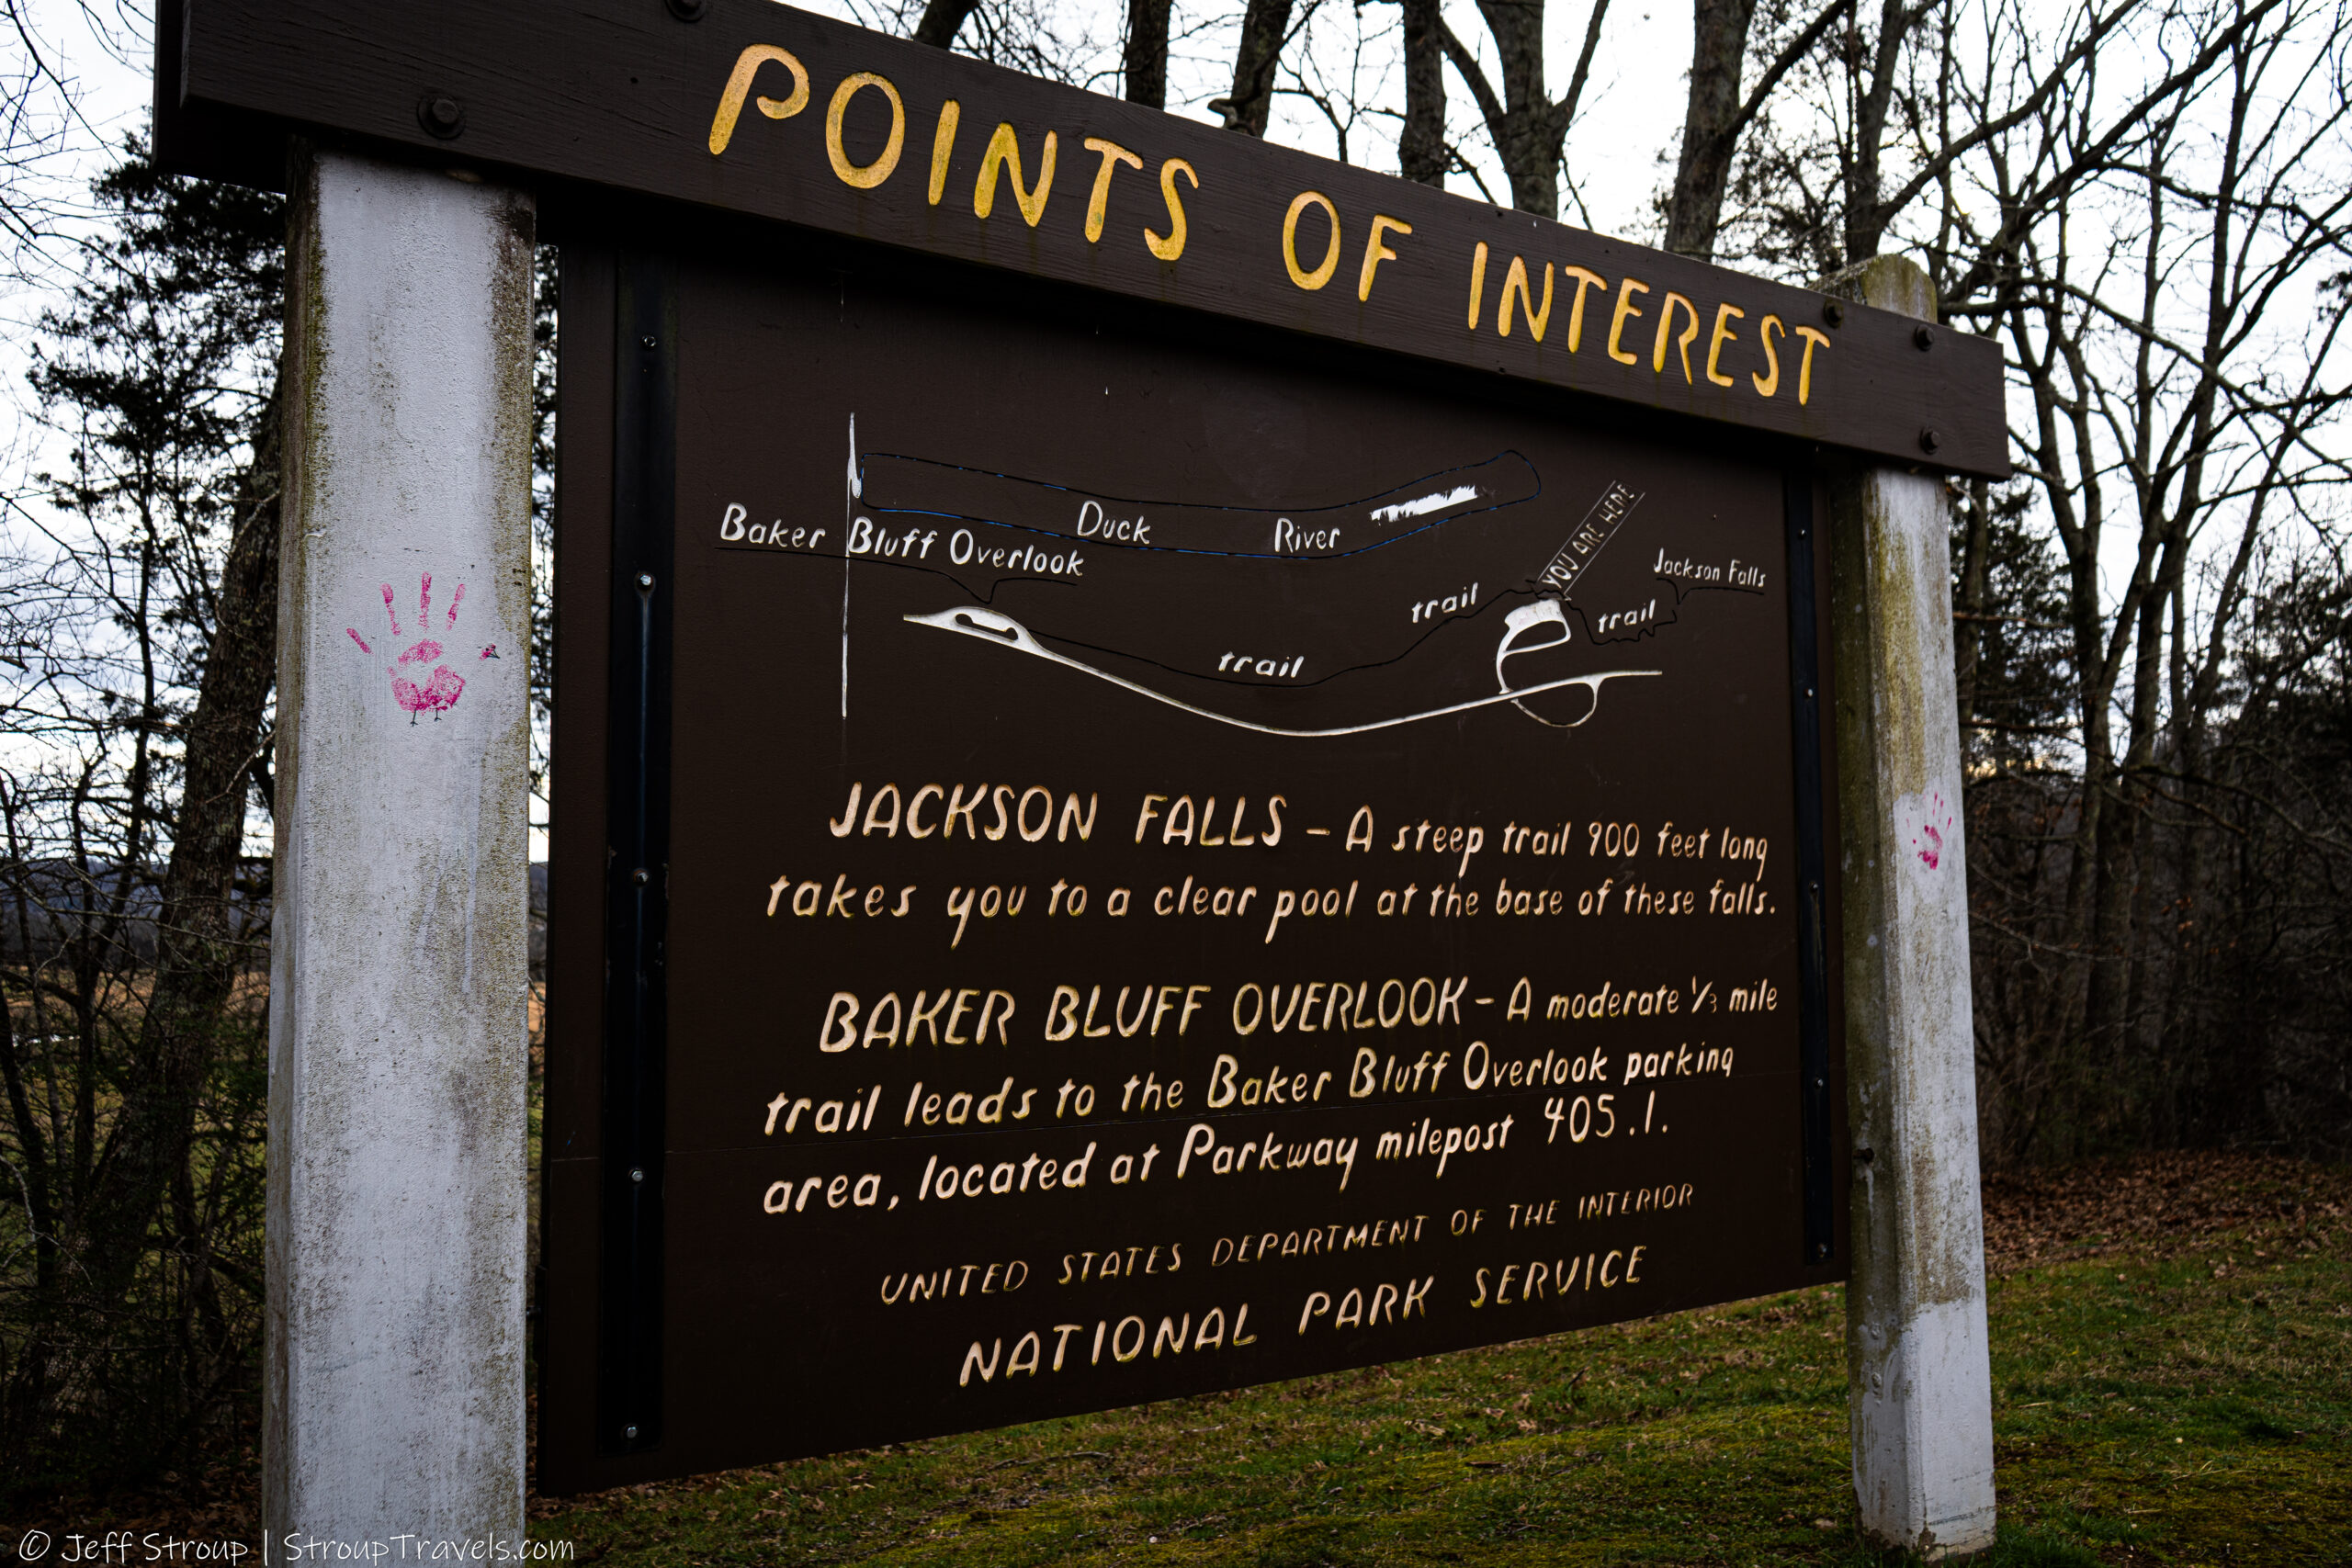 POINTS OF INTEREST
Baker Bluff Overlook
Duck River
YOU ARE HERE
Jackson Falls
trail
trail
trail
JACKSON FALLS – A steep trail 900 feet long
takes you to a clear pool at the base of these falls.
BAKER BLUFF OVERLOOK – A moderate ⅓ mile
trail leads to the Baker Bluff Overlook parking
area, located at Parkway milepost 405.1.
UNITED STATES DEPARTMENT OF THE INTERIOR
NATIONAL PARK SERVICE
© Jeff Stroup | StroupTravels.com